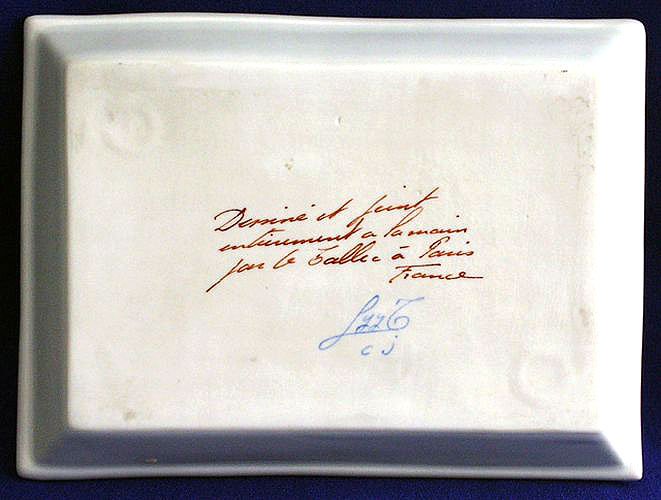 Dessiné et peint
entièrement a la main
par le Tallec à Paris
France
c j